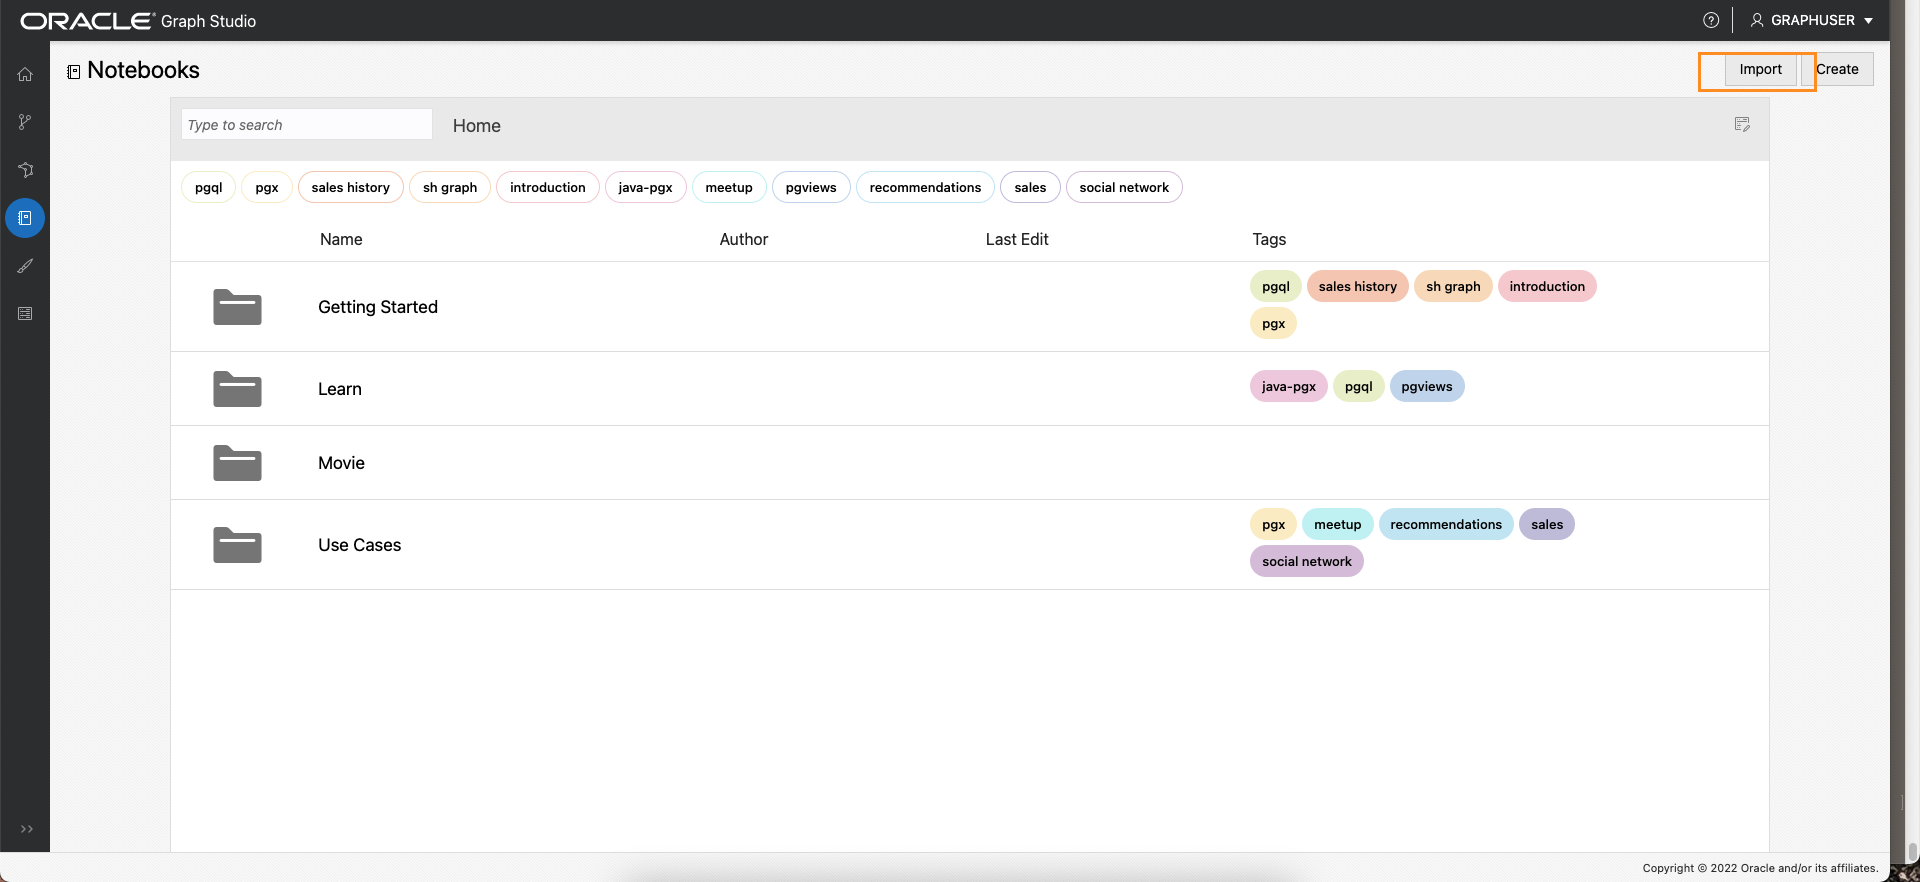 ORACLE® Graph Studio
GRAPHUSER
Notebooks
Import
Create
Type to search
Home
pgql
pgx
sales history
sh graph
introduction
java-pgx
meetup
pgviews
recommendations
sales
social network
Name
Author
Last Edit
Tags
Getting Started
pgql
sales history
sh graph
introduction
pgx
Learn
java-pgx
pgql
pgviews
Movie
Use Cases
pgx
meetup
recommendations
sales
social network
Copyright © 2022 Oracle and/or its affiliates.